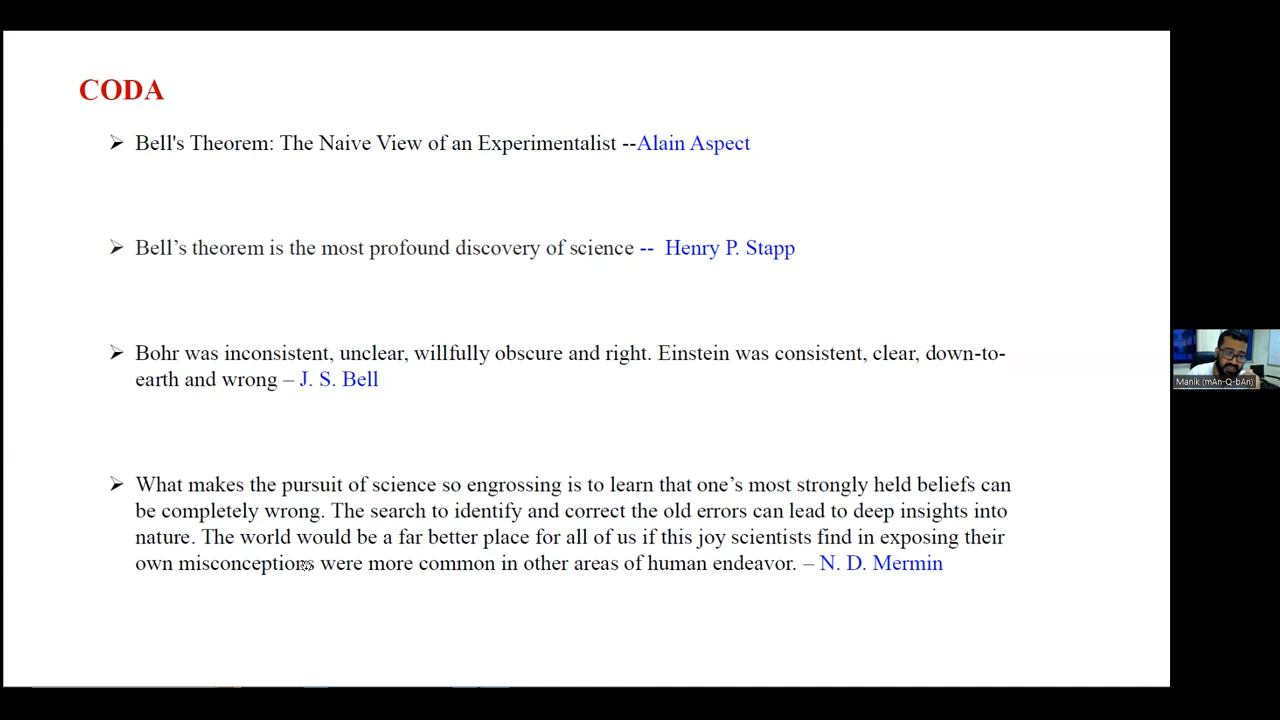 CODA
➢ Bell's Theorem: The Naive View of an Experimentalist --Alain Aspect
➢ Bell’s theorem is the most profound discovery of science -- Henry P. Stapp
➢ Bohr was inconsistent, unclear, willfully obscure and right. Einstein was consistent, clear, down-to-
earth and wrong – J. S. Bell
➢ What makes the pursuit of science so engrossing is to learn that one’s most strongly held beliefs can
be completely wrong. The search to identify and correct the old errors can lead to deep insights into
nature. The world would be a far better place for all of us if this joy scientists find in exposing their
own misconceptions were more common in other areas of human endeavor. – N. D. Mermin
Manik (mAn-Q-bAn)